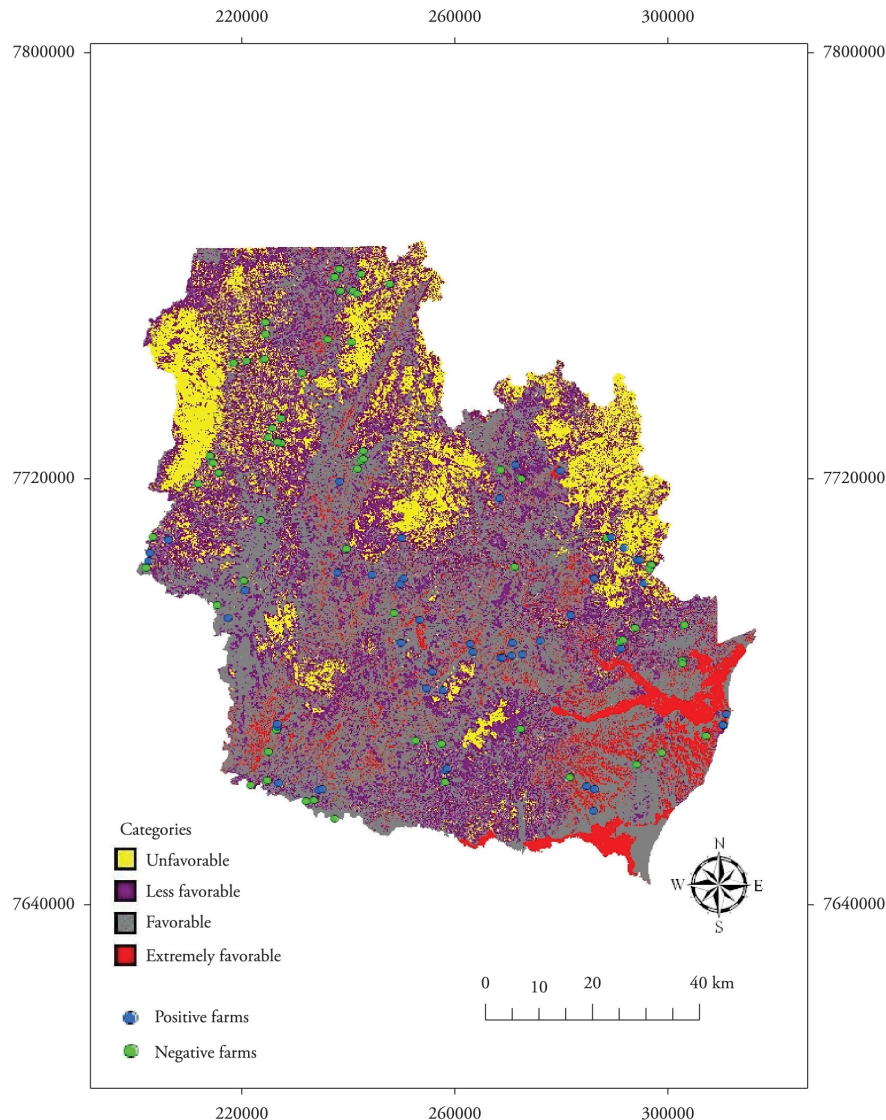 220000 260000 300000
7800000 7800000
7720000 7720000
7640000 7640000
Categories
Unfavorable
Less favorable
Favorable
Extremely favorable
Positive farms
Negative farms
N
W E
S
0 10 20 40 km
220000 260000 300000